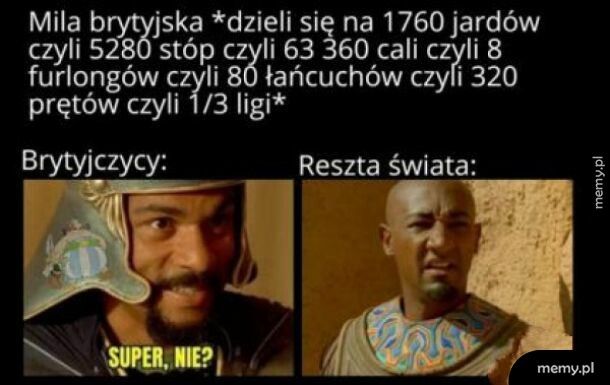 Mila brytyjska *dzieli się na 1760 jardów
czyli 5280 stóp czyli 63 360 cali czyli 8
furlongów czyli 80 łańcuchów czyli 320
prętów czyli 1/3 ligi*
Brytyjczycy:
Reszta świata:
SUPER, NIE?
memy.pl
memy.pl